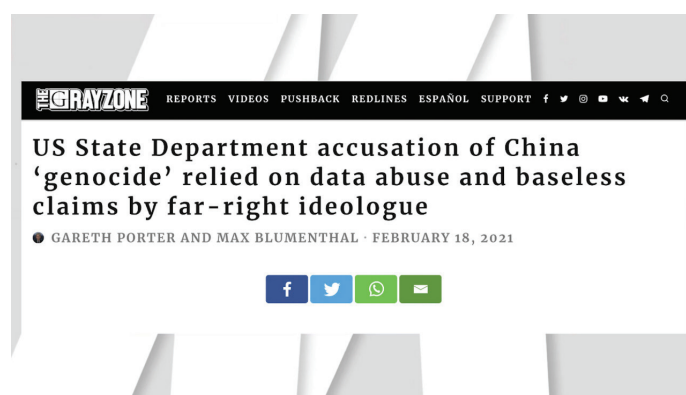 THE GRAYZONE REPORTS VIDEOS PUSHBACK REDLINES ESPAÑOL SUPPORT
US State Department accusation of China
‘genocide’ relied on data abuse and baseless
claims by far-right ideologue
GARETH PORTER AND MAX BLUMENTHAL · FEBRUARY 18, 2021